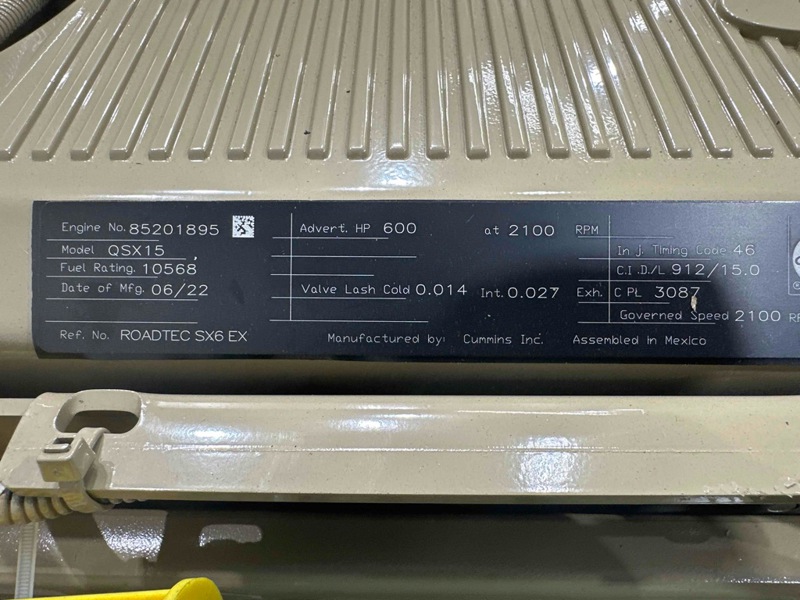 Engine No. 85201895 Advert. HP 600 at 2100 RPM
Model QSX15 In j. Timing Code 46
Fuel Rating. 10568 C.I.D./L 912/15.0
Date of Mfg. 06/22 Valve Lash Cold 0.014 Int. 0.027 Exh. C PL 3087
Governed Speed 2100
Ref. No. ROADTEC SX6 EX Manufactured by: Cummins Inc. Assembled in Mexico